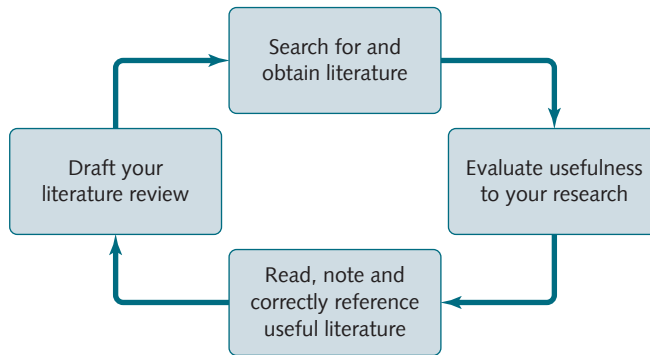 Search for and
obtain literature
Evaluate usefulness
to your research
Read, note and
correctly reference
useful literature
Draft your
literature review